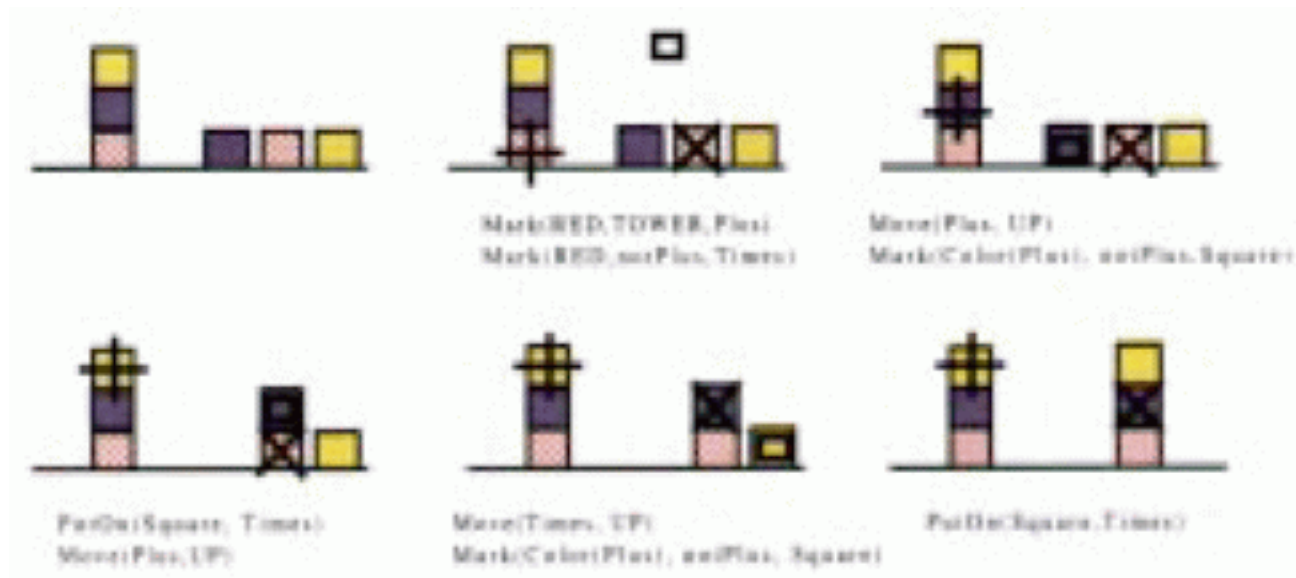 Mark(RED,TOWER,Plus)
Mark(RED,notPlus,Times)
Move(Plus, UP)
Mark(Color(Plus), notPlus,Square)
PutOn(Square, Times)
Move(Plus,UP)
Move(Times, UP)
Mark(Color(Plus), notPlus, Square)
PutOn(Square,Times)